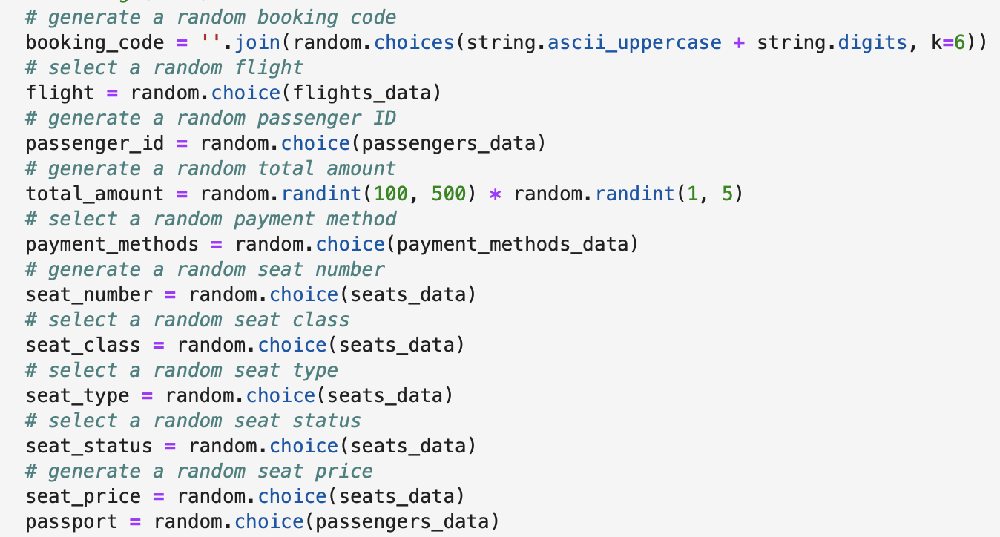 # generate a random booking code
booking_code = ''.join(random.choices(string.ascii_uppercase + string.digits, k=6))
# select a random flight
flight = random.choice(flights_data)
# generate a random passenger ID
passenger_id = random.choice(passengers_data)
# generate a random total amount
total_amount = random.randint(100, 500) * random.randint(1, 5)
# select a random payment method
payment_methods = random.choice(payment_methods_data)
# generate a random seat number
seat_number = random.choice(seats_data)
# select a random seat class
seat_class = random.choice(seats_data)
# select a random seat type
seat_type = random.choice(seats_data)
# select a random seat status
seat_status = random.choice(seats_data)
# generate a random seat price
seat_price = random.choice(seats_data)
passport = random.choice(passengers_data)